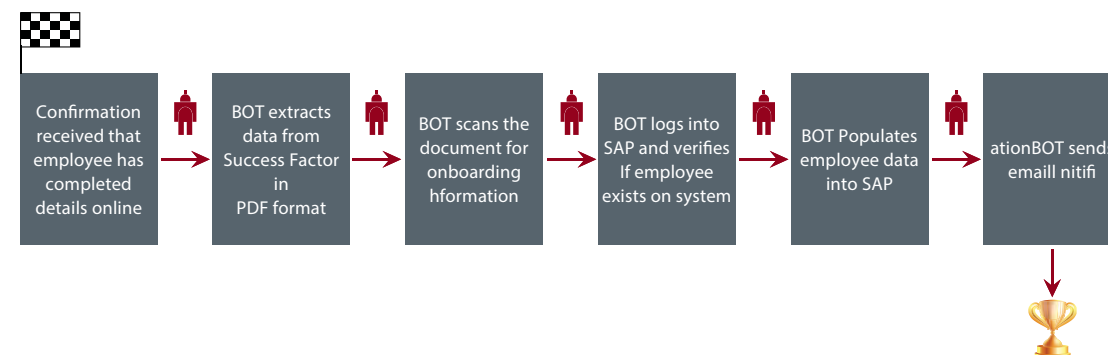 Confirmation
received that
employee has
completed
details online
BOT extracts
data from
Success Factor
in
PDF format
BOT scans the
document for
onboarding
hformation
BOT logs into
SAP and verifies
If employee
exists on system
BOT Populates
employee data
into SAP
ationBOT sends
emaill nitifi